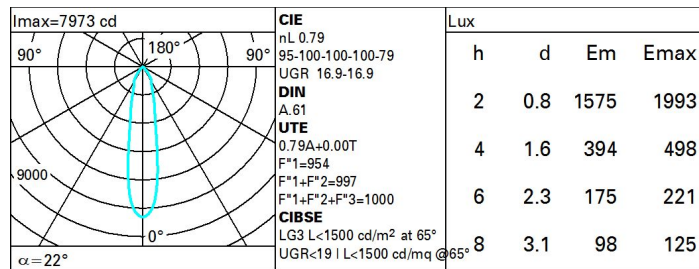 Imax=7973 cd
90° 180° 90°
9000
0°
α=22°
CIE
nL 0.79
95-100-100-100-79
UGR 16.9-16.9
DIN
A.61
UTE
0.79A+0.00T
F"1=954
F"1+F"2=997
F"1+F"2+F"3=1000
CIBSE
LG3 L<1500 cd/m² at 65°
UGR<19 | L<1500 cd/mq @65°
Lux
h d Em Emax
2 0.8 1575 1993
4 1.6 394 498
6 2.3 175 221
8 3.1 98 125